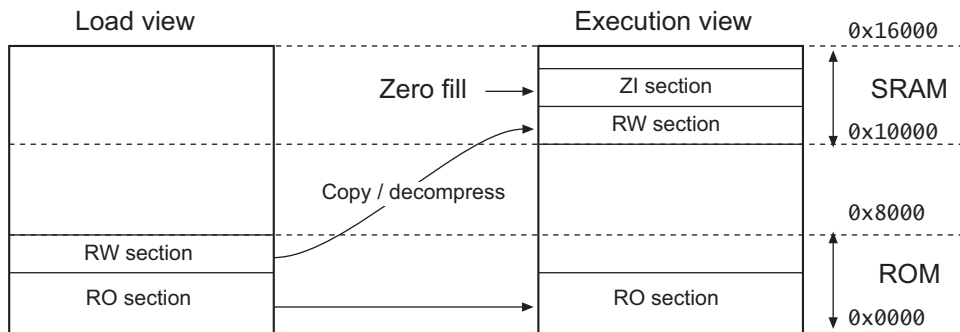 Load view
Execution view
0x16000
Zero fill
ZI section
SRAM
RW section
0x10000
Copy / decompress
0x8000
RW section
ROM
RO section
RO section
0x0000